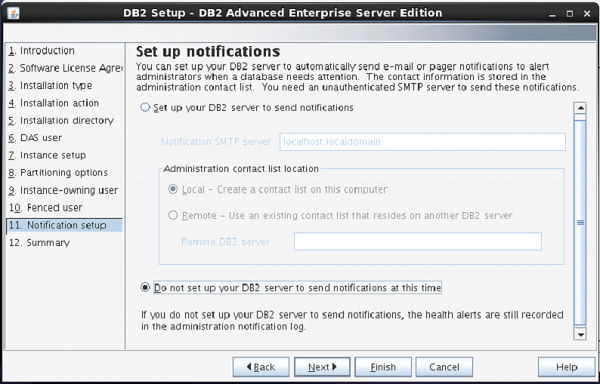 DB2 Setup - DB2 Advanced Enterprise Server Edition
1. Introduction
2. Software License Agre
3. Installation type
4. Installation action
5. Installation directory
6. DAS user
7. Instance setup
8. Partitioning options
9. Instance-owning user
10. Fenced user
11. Notification setup
12. Summary
Set up notifications
You can set up your DB2 server to automatically send e-mail or pager notifications to alert
administrators when a database needs attention. The contact information is stored in the
administration contact list. You need an unauthenticated SMTP server to send these notifications.
Set up your DB2 server to send notifications
Notification SMTP server localhost.localdomain
Administration contact list location
Local - Create a contact list on this computer
Remote - Use an existing contact list that resides on another DB2 server
Remote DB2 server
Do not set up your DB2 server to send notifications at this time
If you do not set up your DB2 server to send notifications, the health alerts are still recorded
in the administration notification log.
Back Next Finish Cancel Help